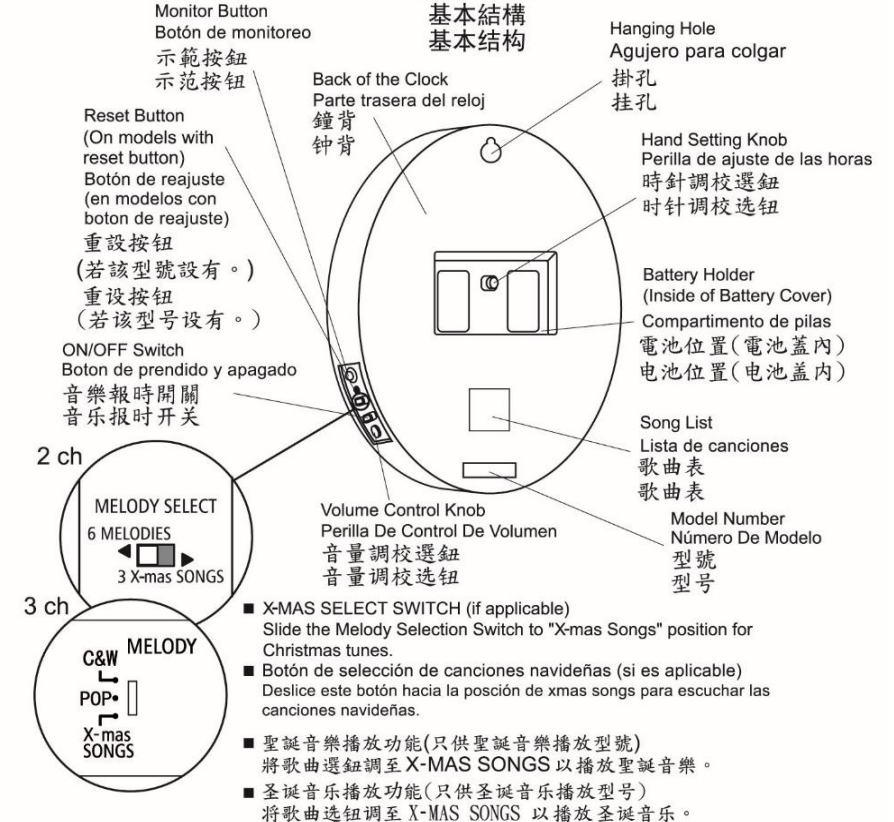 基本結構
基本结构
Monitor Button
Botón de monitoreo
示範按鈕
示范按钮
Back of the Clock
Parte trasera del reloj
鐘背
钟背
Hanging Hole
Agujero para colgar
掛孔
挂孔
Reset Button
(On models with
reset button)
Botón de reajuste
(en modelos con
boton de reajuste)
重設按钮
(若該型號設有。)
重设按钮
(若该型号设有。)
Hand Setting Knob
Perilla de ajuste de las horas
時針調校選鈕
时针调校选钮
Battery Holder
(Inside of Battery Cover)
Compartimento de pilas
電池位置(電池蓋內)
电池位置(电池盖内)
ON/OFF Switch
Boton de prendido y apagado
音樂報時開關
音乐报时开关
Song List
Lista de canciones
歌曲表
歌曲表
Model Number
Número De Modelo
型號
型号
Volume Control Knob
Perilla De Control De Volumen
音量調校選鈕
音量调校选钮
2 ch
MELODY SELECT
6 MELODIES
3 X-mas SONGS
3 ch
MELODY
C&W
POP
X-mas
SONGS
■ X-MAS SELECT SWITCH (if applicable)
Slide the Melody Selection Switch to "X-mas Songs" position for
Christmas tunes.
■ Botón de selección de canciones navideñas (si es aplicable)
Deslice este botón hacia la posción de xmas songs para escuchar las
canciones navideñas.
■ 聖誕音樂播放功能(只供聖誕音樂播放型號)
將歌曲選鈕調至X-MAS SONGS以播放聖誕音樂。
■ 圣诞音乐播放功能(只供圣诞音乐播放型号)
将歌曲选钮调至 X-MAS SONGS 以播放圣诞音乐。